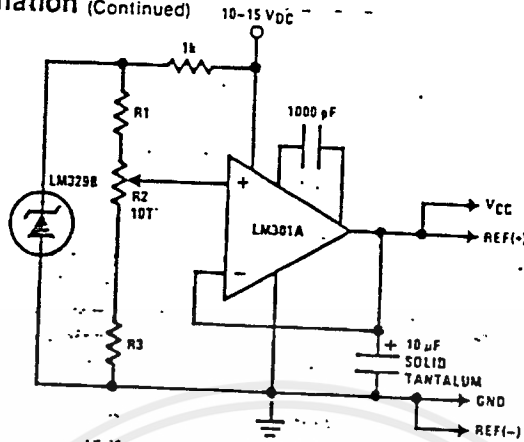 (Continued)
10-15 VDC
1k
1000 pF
R1
LM329B
R2
10T
+
LM301A
-
VCC
REF(+)
R3
+ 10 µF
SOLID
TANTALUM
GND
REF(-)